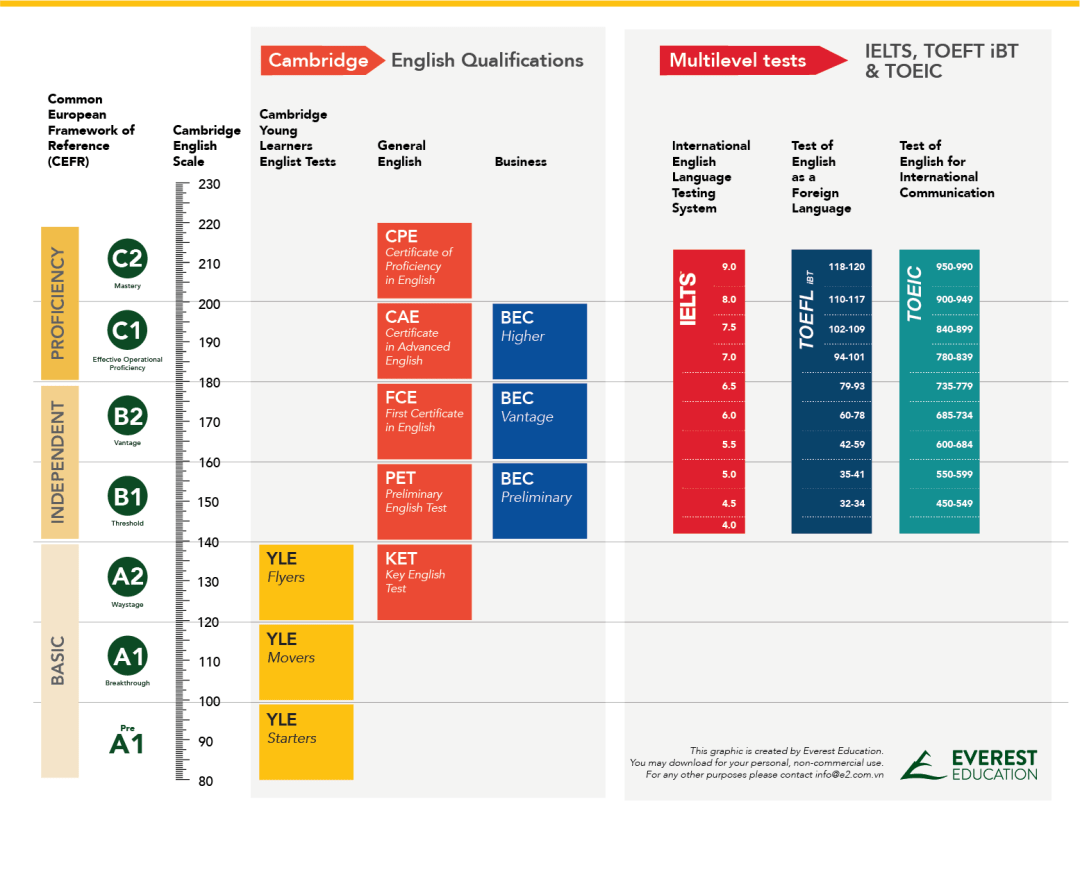 Cambridge
English Qualifications
Multilevel tests
IELTS, TOEFT iBT
& TOEIC
Common
European
Framework of
Reference
(CEFR)
Cambridge
English
Scale
Cambridge
Young
Learners
Englist Tests
General
English
Business
International
English
Language
Testing
System
Test of
English
as a
Foreign
Language
Test of
English for
International
Communication
230
220
210
200
190
180
170
160
150
140
130
120
110
100
90
80
PROFICIENCY
INDEPENDENT
BASIC
C2
Mastery
C1
Effective Operational
Proficiency
B2
Vantage
B1
Threshold
A2
Waystage
A1
Breakthrough
Pre
A1
YLE
Flyers
YLE
Movers
YLE
Starters
CPE
Certificate of
Proficiency
in English
CAE
Certificate
in Advanced
English
FCE
First Certificate
in English
PET
Preliminary
English Test
KET
Key English
Test
BEC
Higher
BEC
Vantage
BEC
Preliminary
IELTS™
9.0
8.0
7.5
7.0
6.5
6.0
5.5
5.0
4.5
4.0
TOEFL iBT
118-120
110-117
102-109
94-101
79-93
60-78
42-59
35-41
32-34
TOEIC
950-990
900-949
840-899
780-839
735-779
685-734
600-684
550-599
450-549
This graphic is created by Everest Education.
You may download for your personal, non-commercial use.
For any other purposes please contact info@e2.com.vn
EVEREST
EDUCATION